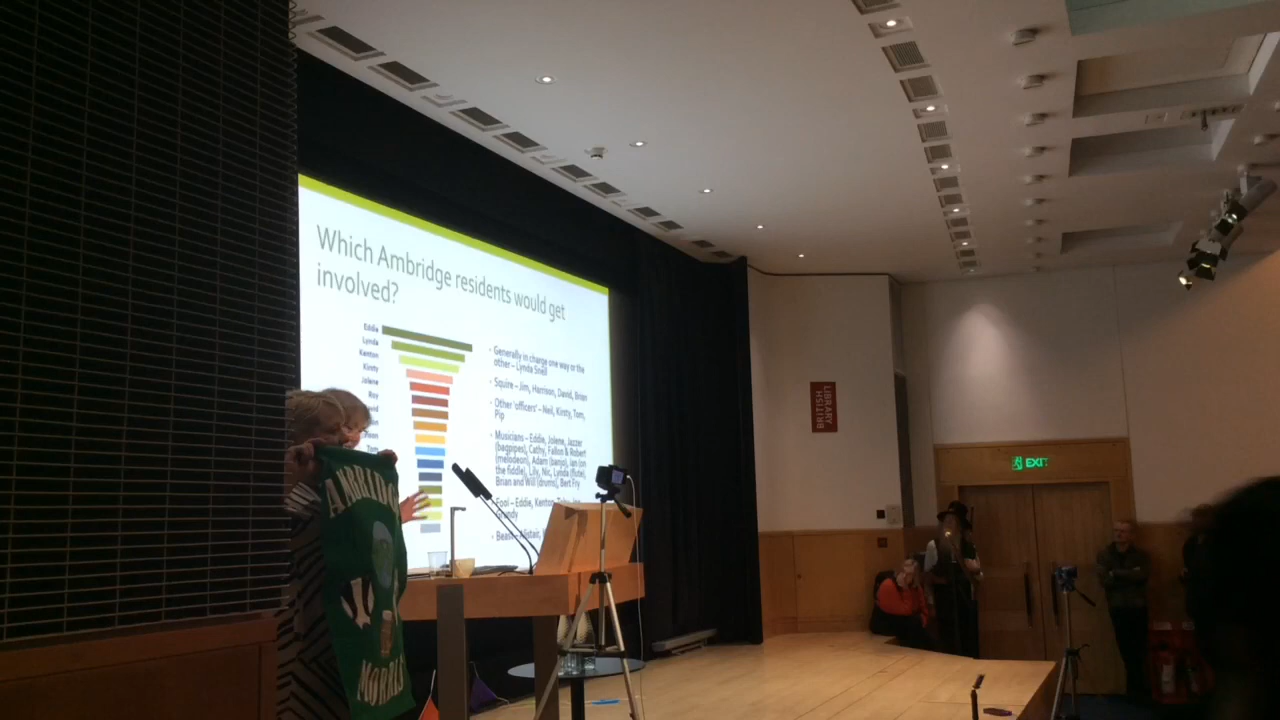 Which Ambridge residents would get
involved?
Eddie
Lynda
Kenton
Kirsty
Jolene
Roy
Tom
Generally in charge one way or the
other – Lynda Snell
Squire – Jim, Harrison, David, Brian
Other 'officers' – Neil, Kirsty, Tom,
Pip
Musicians – Eddie, Jolene, Jazzer
(bagpipes), Cathy, Fallon & Robert
(melodeon), Adam (banjo), Ian (on
the fiddle), Lily, Nic, Lynda (flute),
Brian and Will (drums), Bert Fry
Fool – Eddie, Kenton,
Grundy
Beast – Alistair,
AMBRIDGE
MORRIS
BRITISH
LIBRARY
EXIT